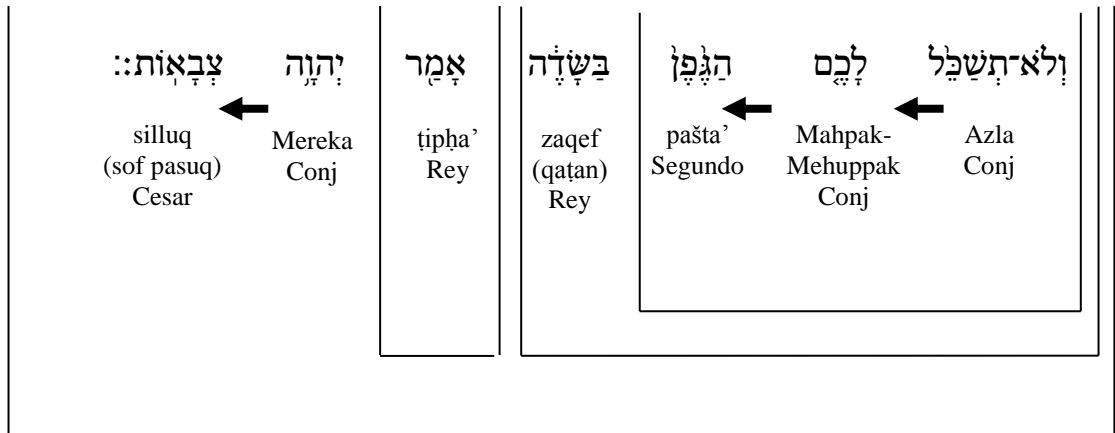 וְלֹא־תְשַׁכֵּ֨ל לָכֶ֤ם הַגֶּ֙פֶן֙ בַּשָּׂדֶ֔ה אָמַ֖ר יְהוָ֥ה צְבָאֽוֹת׃:
silluq Mereka ṭipḥa’ zaqef pašta’ Mahpak- Azla
(sof pasuq) Conj Rey (qaṭan) Segundo Mehuppak Conj
Cesar Rey Conj